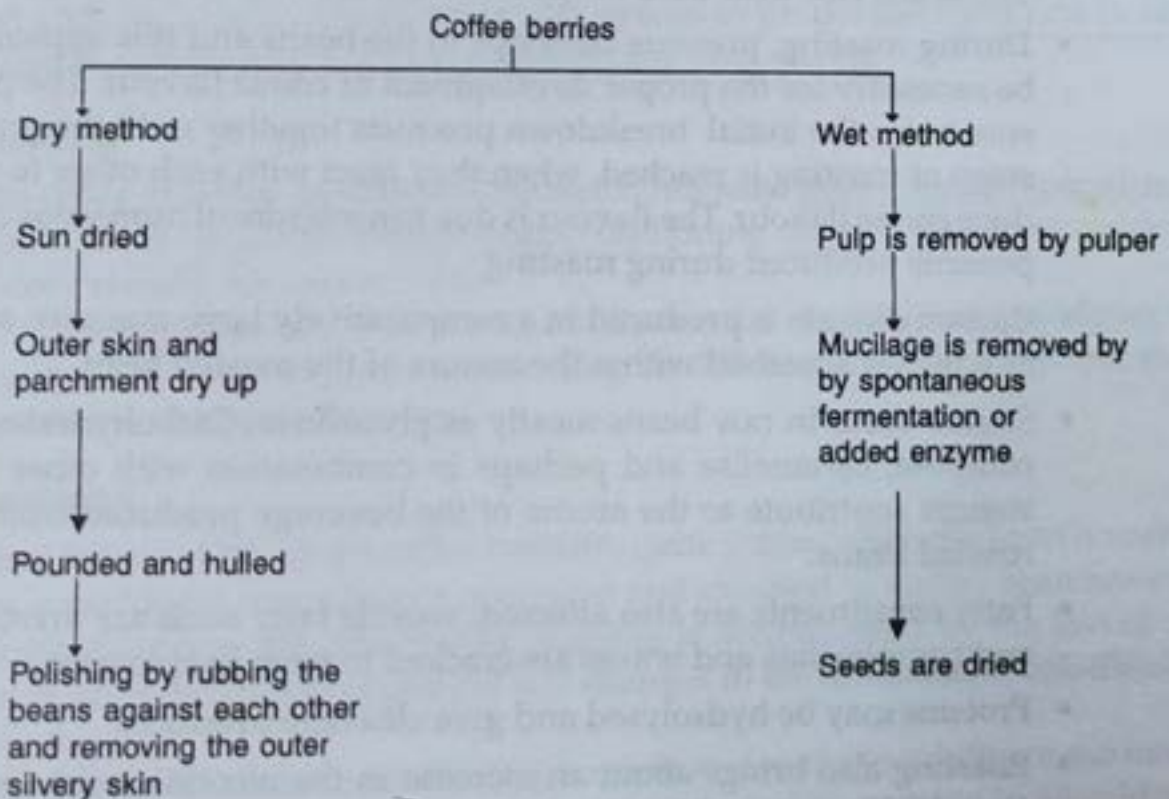 Coffee berries
Dry method
Sun dried
Outer skin and
parchment dry up
Pounded and hulled
Polishing by rubbing the
beans against each other
and removing the outer
silvery skin
Wet method
Pulp is removed by pulper
Mucilage is removed by
by spontaneous
fermentation or
added enzyme
Seeds are dried